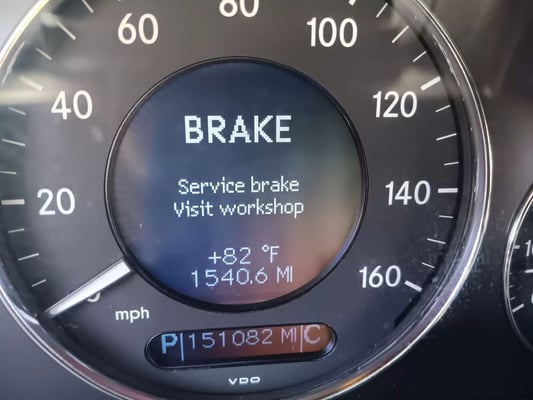 80
60
100
40
120
BRAKE
Service brake
Visit workshop
20
140
+82 °F
1540.6 MI
160
0
mph
P 151082 MI C
VDO